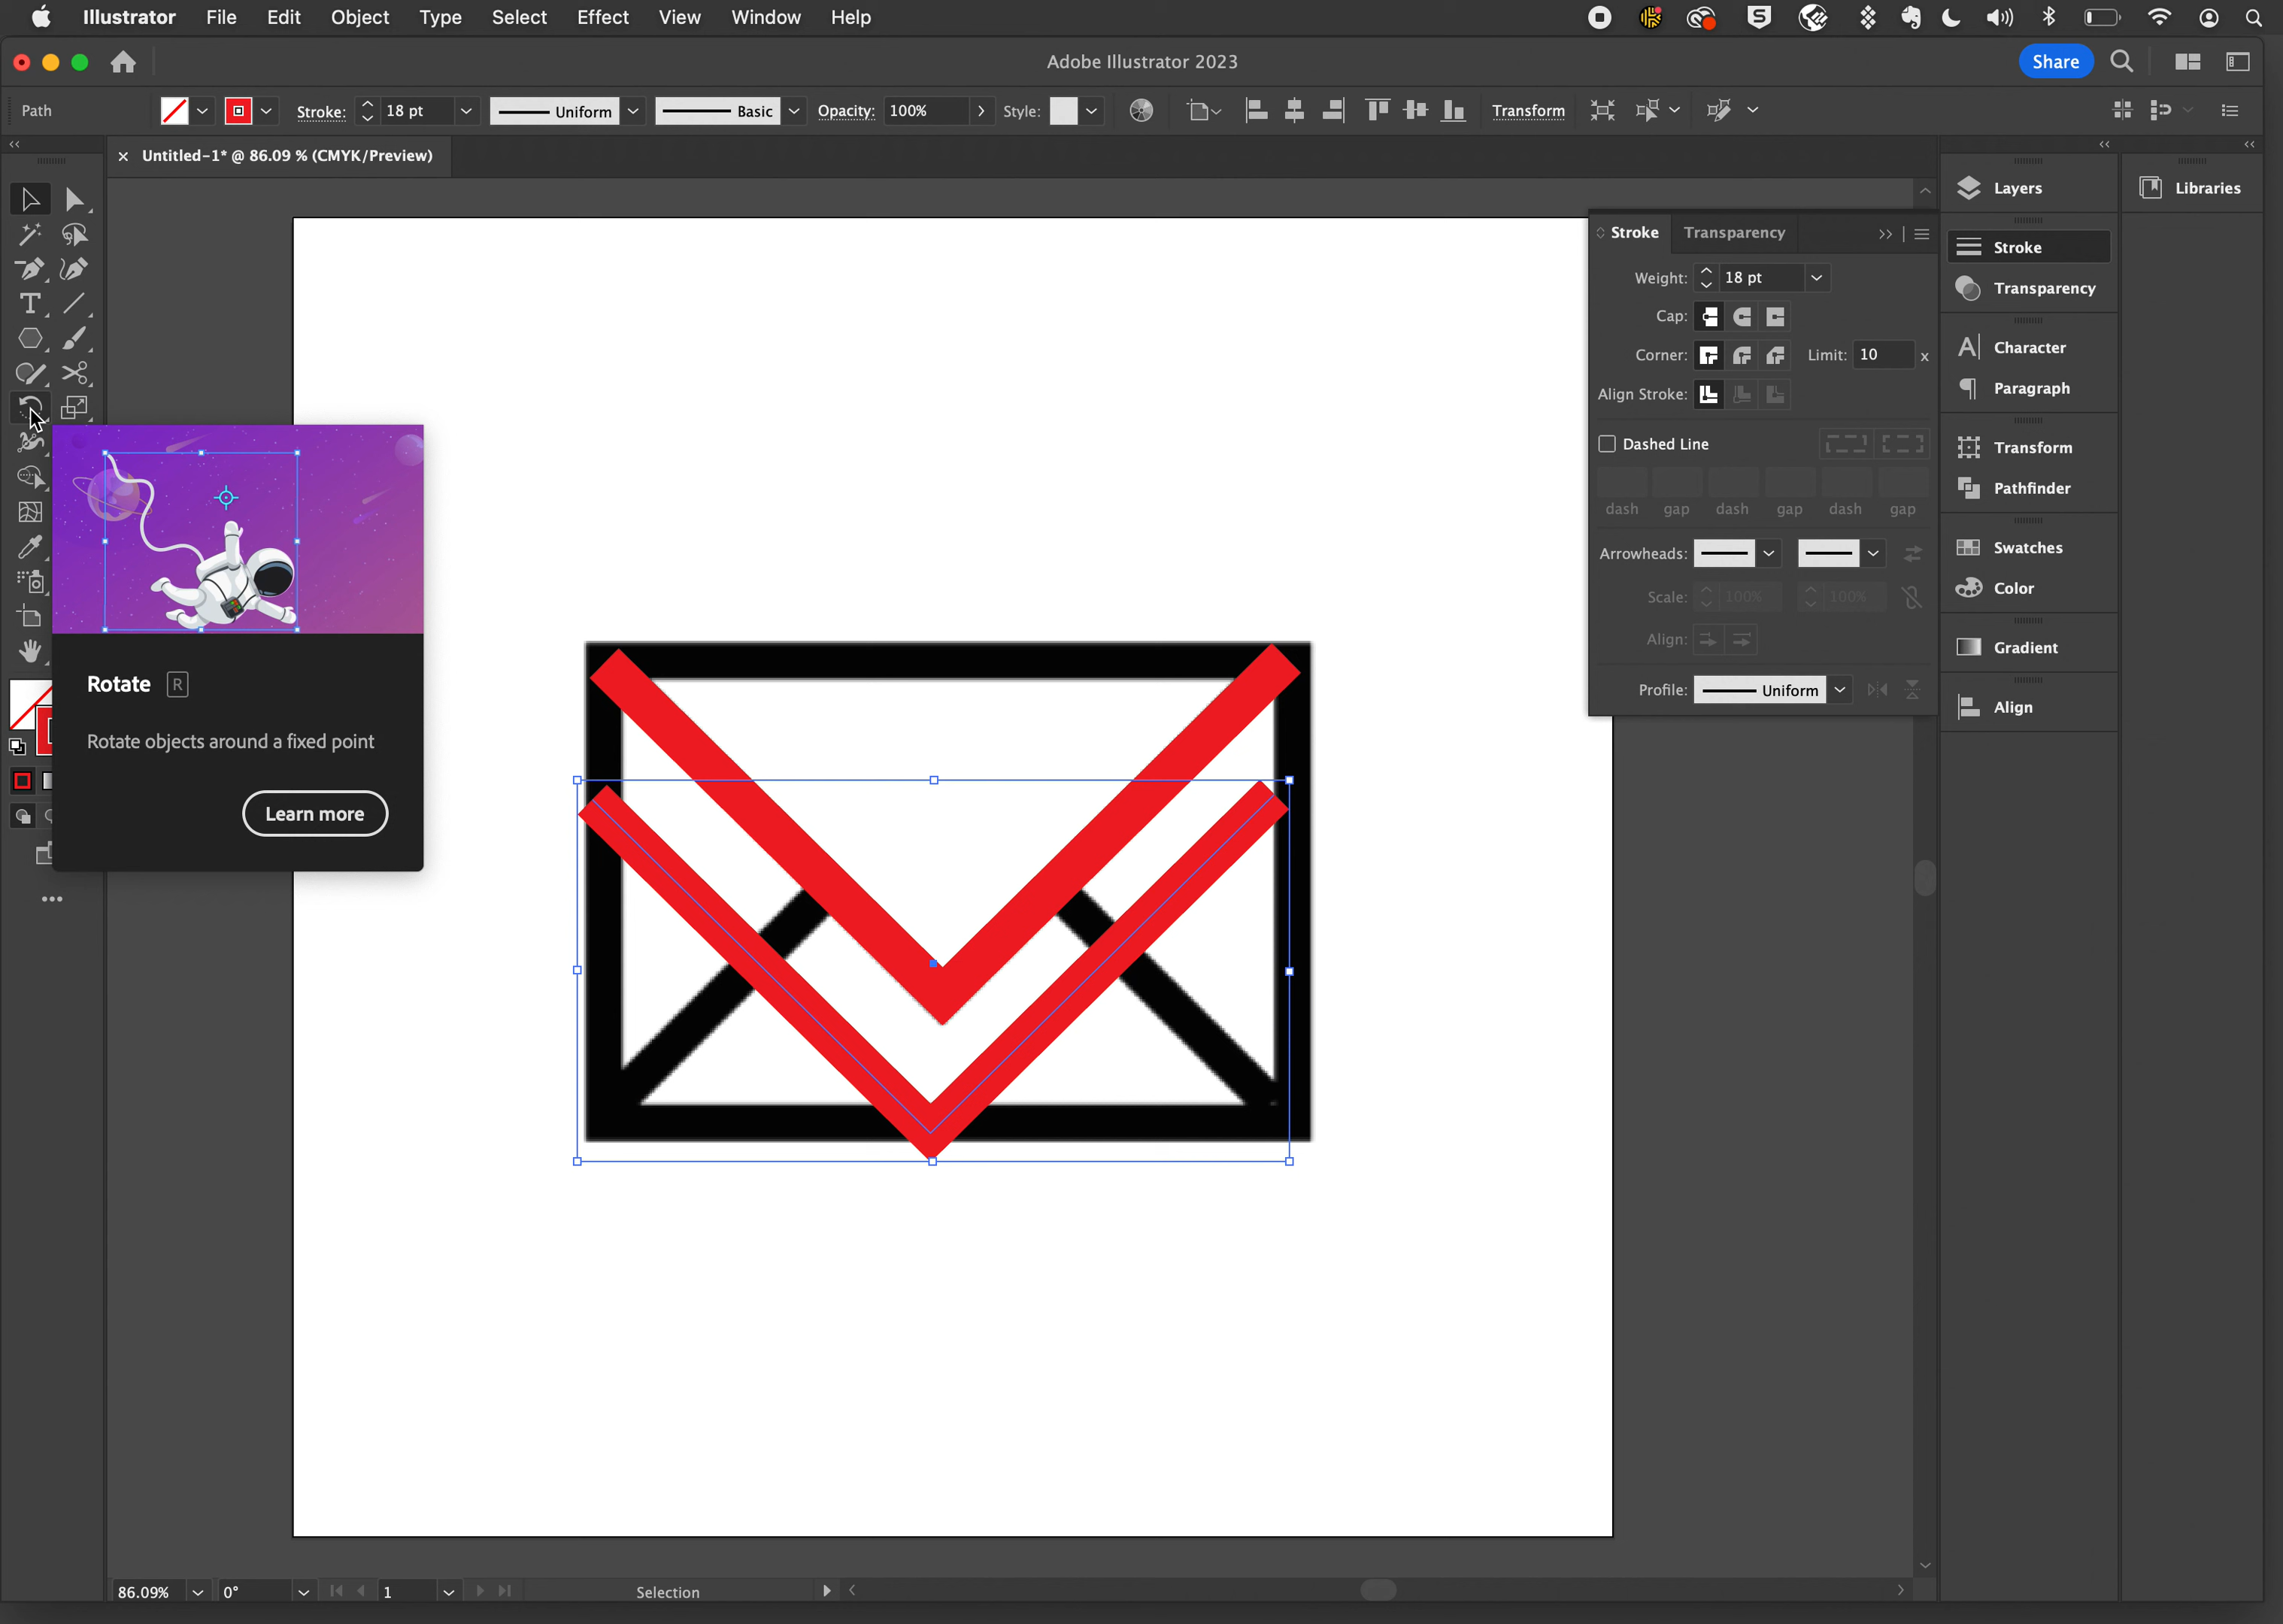 Illustrator File Edit Object Type Select Effect View Window Help
Adobe Illustrator 2023
Share
Path
Stroke: 18 pt Uniform Basic Opacity: 100% Style: Transform
Untitled-1* @ 86.09 % (CMYK/Preview)
Stroke Transparency
Weight: 18 pt
Cap:
Corner: Limit: 10 x
Align Stroke:
Dashed Line
dash gap dash gap dash gap
Arrowheads:
Scale: 100% 100%
Align:
Profile: Uniform
Layers
Stroke
Transparency
Character
Paragraph
Transform
Pathfinder
Swatches
Color
Gradient
Align
Libraries
Rotate R
Rotate objects around a fixed point
Learn more
86.09% 0° 1 Selection